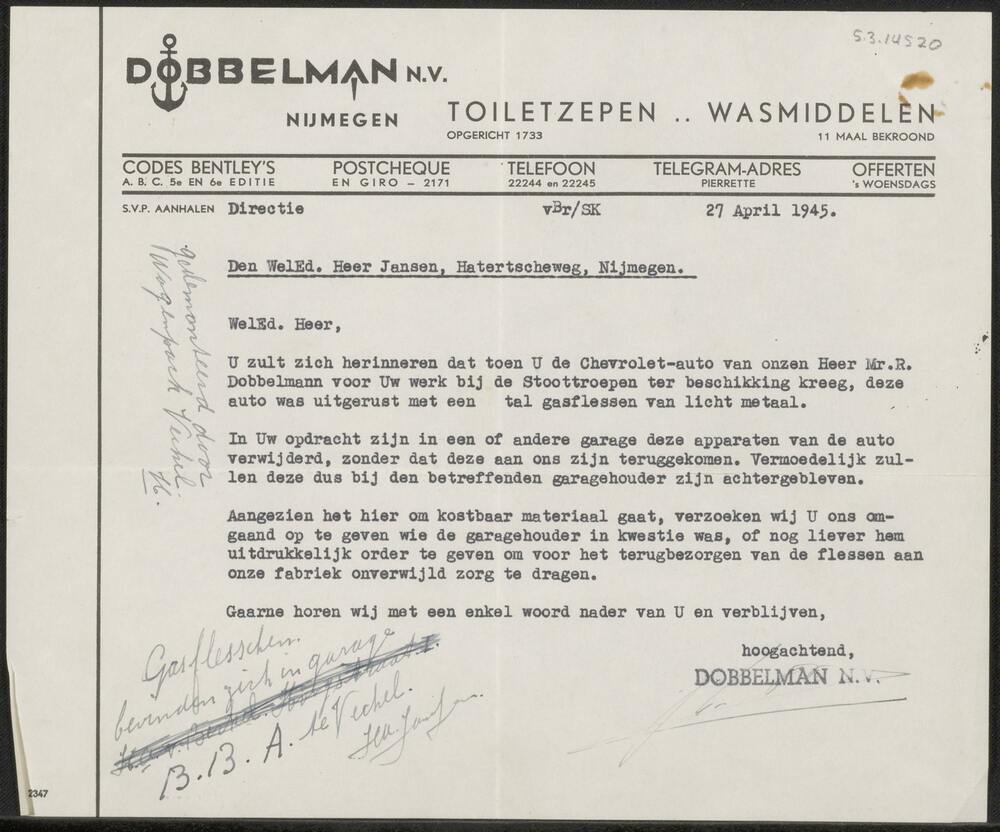 5.3.14520
DOBBELMAN N.V.
NIJMEGEN
TOILETZEPEN .. WASMIDDELEN
OPGERICHT 1733
11 MAAL BEKROOND
CODES BENTLEY'S POSTCHEQUE TELEFOON TELEGRAM-ADRES OFFERTEN
A. B. C. 5e EN 6e EDITIE EN GIRO – 2171 22244 en 22245 PIERRETTE 's WOENSDAGS
S.V.P. AANHALEN Directie vBr/SK 27 April 1945.
Den WelEd. Heer Jansen, Hatertscheweg, Nijmegen.
WelEd. Heer,
U zult zich herinneren dat toen U de Chevrolet-auto van onzen Heer Mr.R.
Dobbelmann voor Uw werk bij de Stoottroepen ter beschikking kreeg, deze
auto was uitgerust met een tal gasflessen van licht metaal.
In Uw opdracht zijn in een of andere garage deze apparaten van de auto
verwijderd, zonder dat deze aan ons zijn teruggekomen. Vermoedelijk zul-
len deze dus bij den betreffenden garagehouder zijn achtergebleven.
Aangezien het hier om kostbaar materiaal gaat, verzoeken wij U ons om-
gaand op te geven wie de garagehouder in kwestie was, of nog liever hem
uitdrukkelijk order te geven om voor het terugbezorgen van de flessen aan
onze fabriek onverwijld zorg te dragen.
Gaarne horen wij met een enkel woord nader van U en verblijven,
hoogachtend,
DOBBELMAN N.V.
gedemonteerd door
Wagenpark Vechel.
Gasflesschen
bevinden zich in garage
B.B.A. te Vechel.
2347